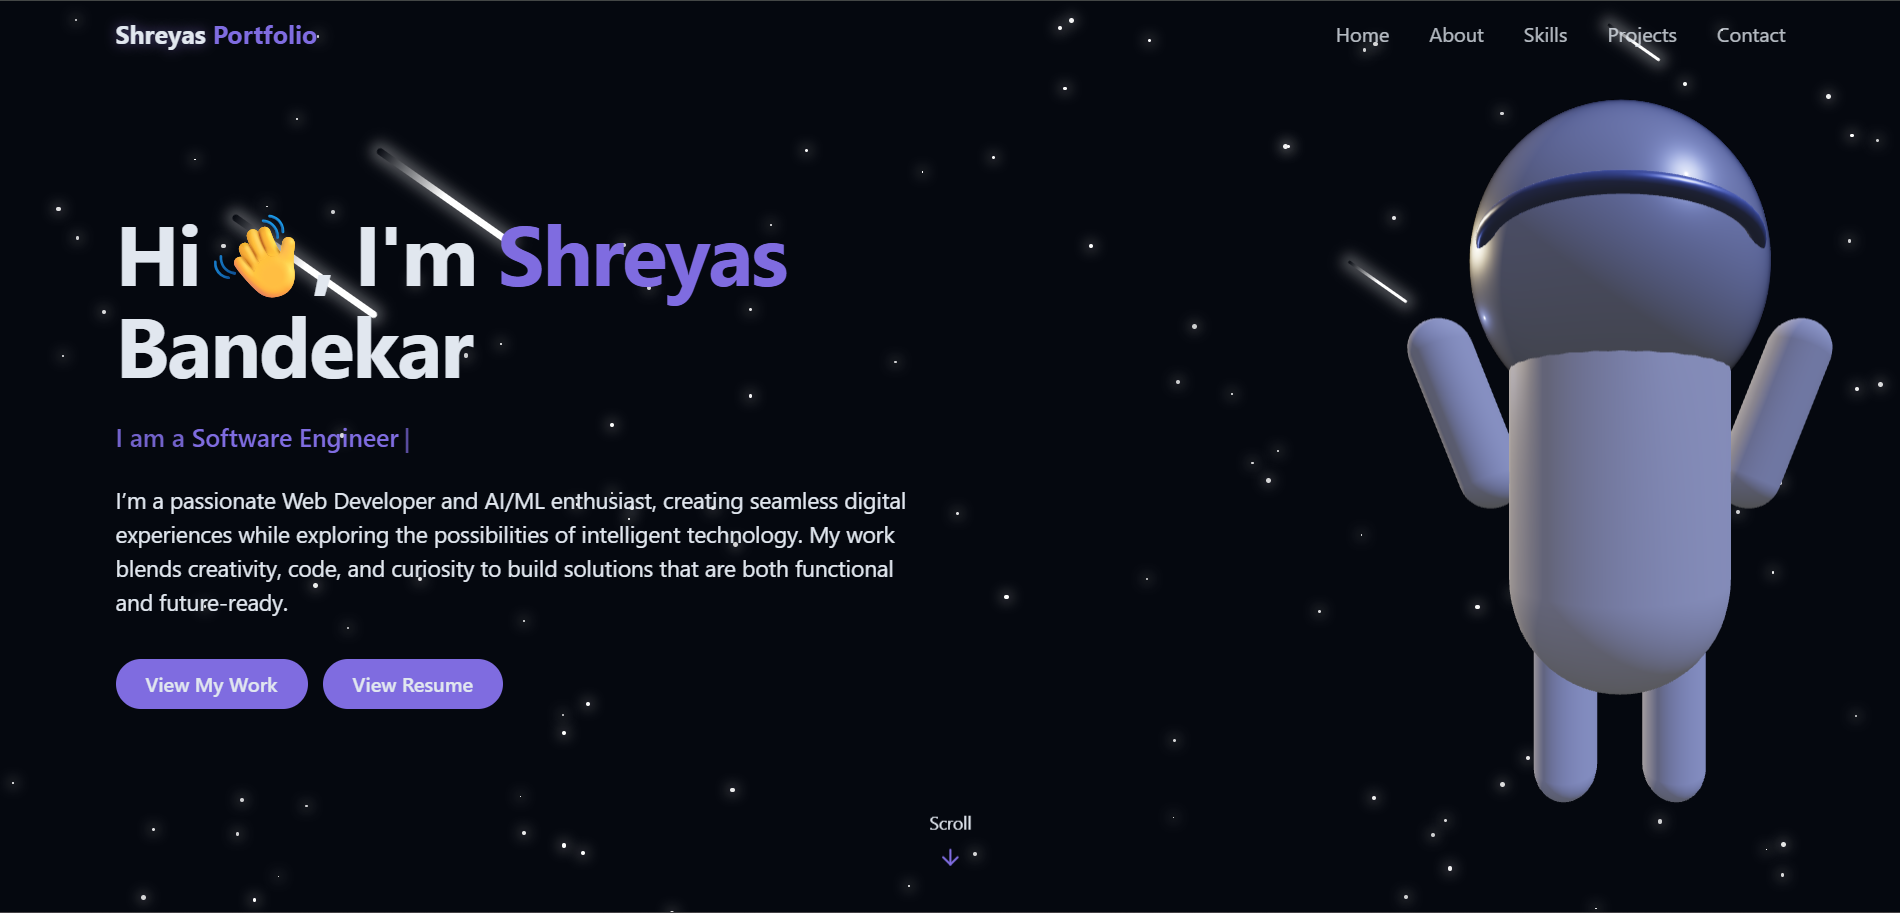 Shreyas Portfolio
Home About Skills Projects Contact
Hi 👋, I'm Shreyas
Bandekar
I am a Software Engineer|
I’m a passionate Web Developer and AI/ML enthusiast, creating seamless digital
experiences while exploring the possibilities of intelligent technology. My work
blends creativity, code, and curiosity to build solutions that are both functional
and future-ready.
View My Work View Resume
Scroll